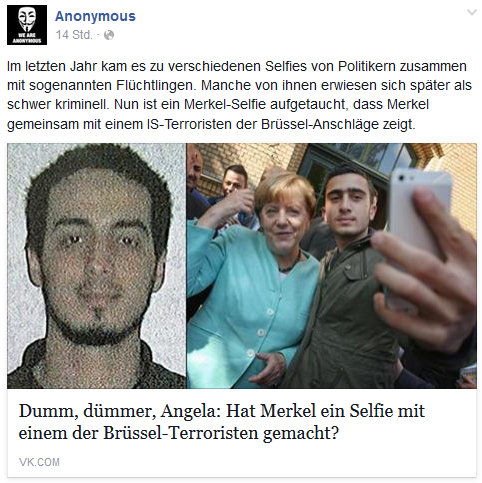 WE ARE
ANONYMOUS
Anonymous
14 Std. ·
Im letzten Jahr kam es zu verschiedenen Selfies von Politikern zusammen
mit sogenannten Flüchtlingen. Manche von ihnen erwiesen sich später als
schwer kriminell. Nun ist ein Merkel-Selfie aufgetaucht, dass Merkel
gemeinsam mit einem IS-Terroristen der Brüssel-Anschläge zeigt.
Dumm, dümmer, Angela: Hat Merkel ein Selfie mit
einem der Brüssel-Terroristen gemacht?
VK.COM